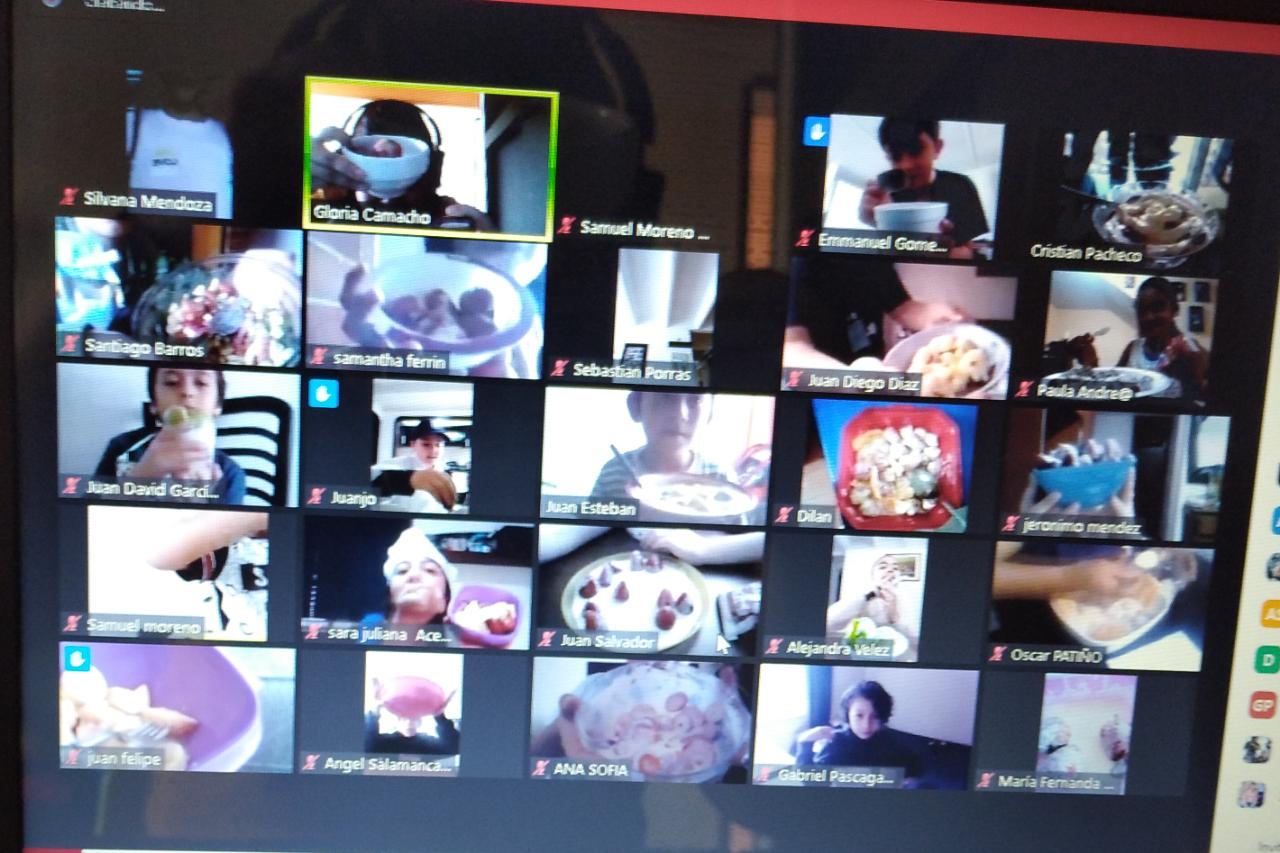 Silvana Mendoza
Gloria Camacho
Samuel Moreno ...
Emmanuel Gome...
Cristian Pacheco
Santiago Barros
samantha ferrin
Sebastian Porras
Juan Diego Diaz
Paula Andre@
Juan David Garcí...
Juanjo
Juan Esteban
Dilan
jeronimo mendez
Samuel moreno ...
sara juliana Ace...
Juan Salvador
Alejandra Velez
Oscar PATIÑO
juan felipe
Angel Salamanca...
ANA SOFIA
Gabriel Pascaga...
María Fernanda ...
D
GP